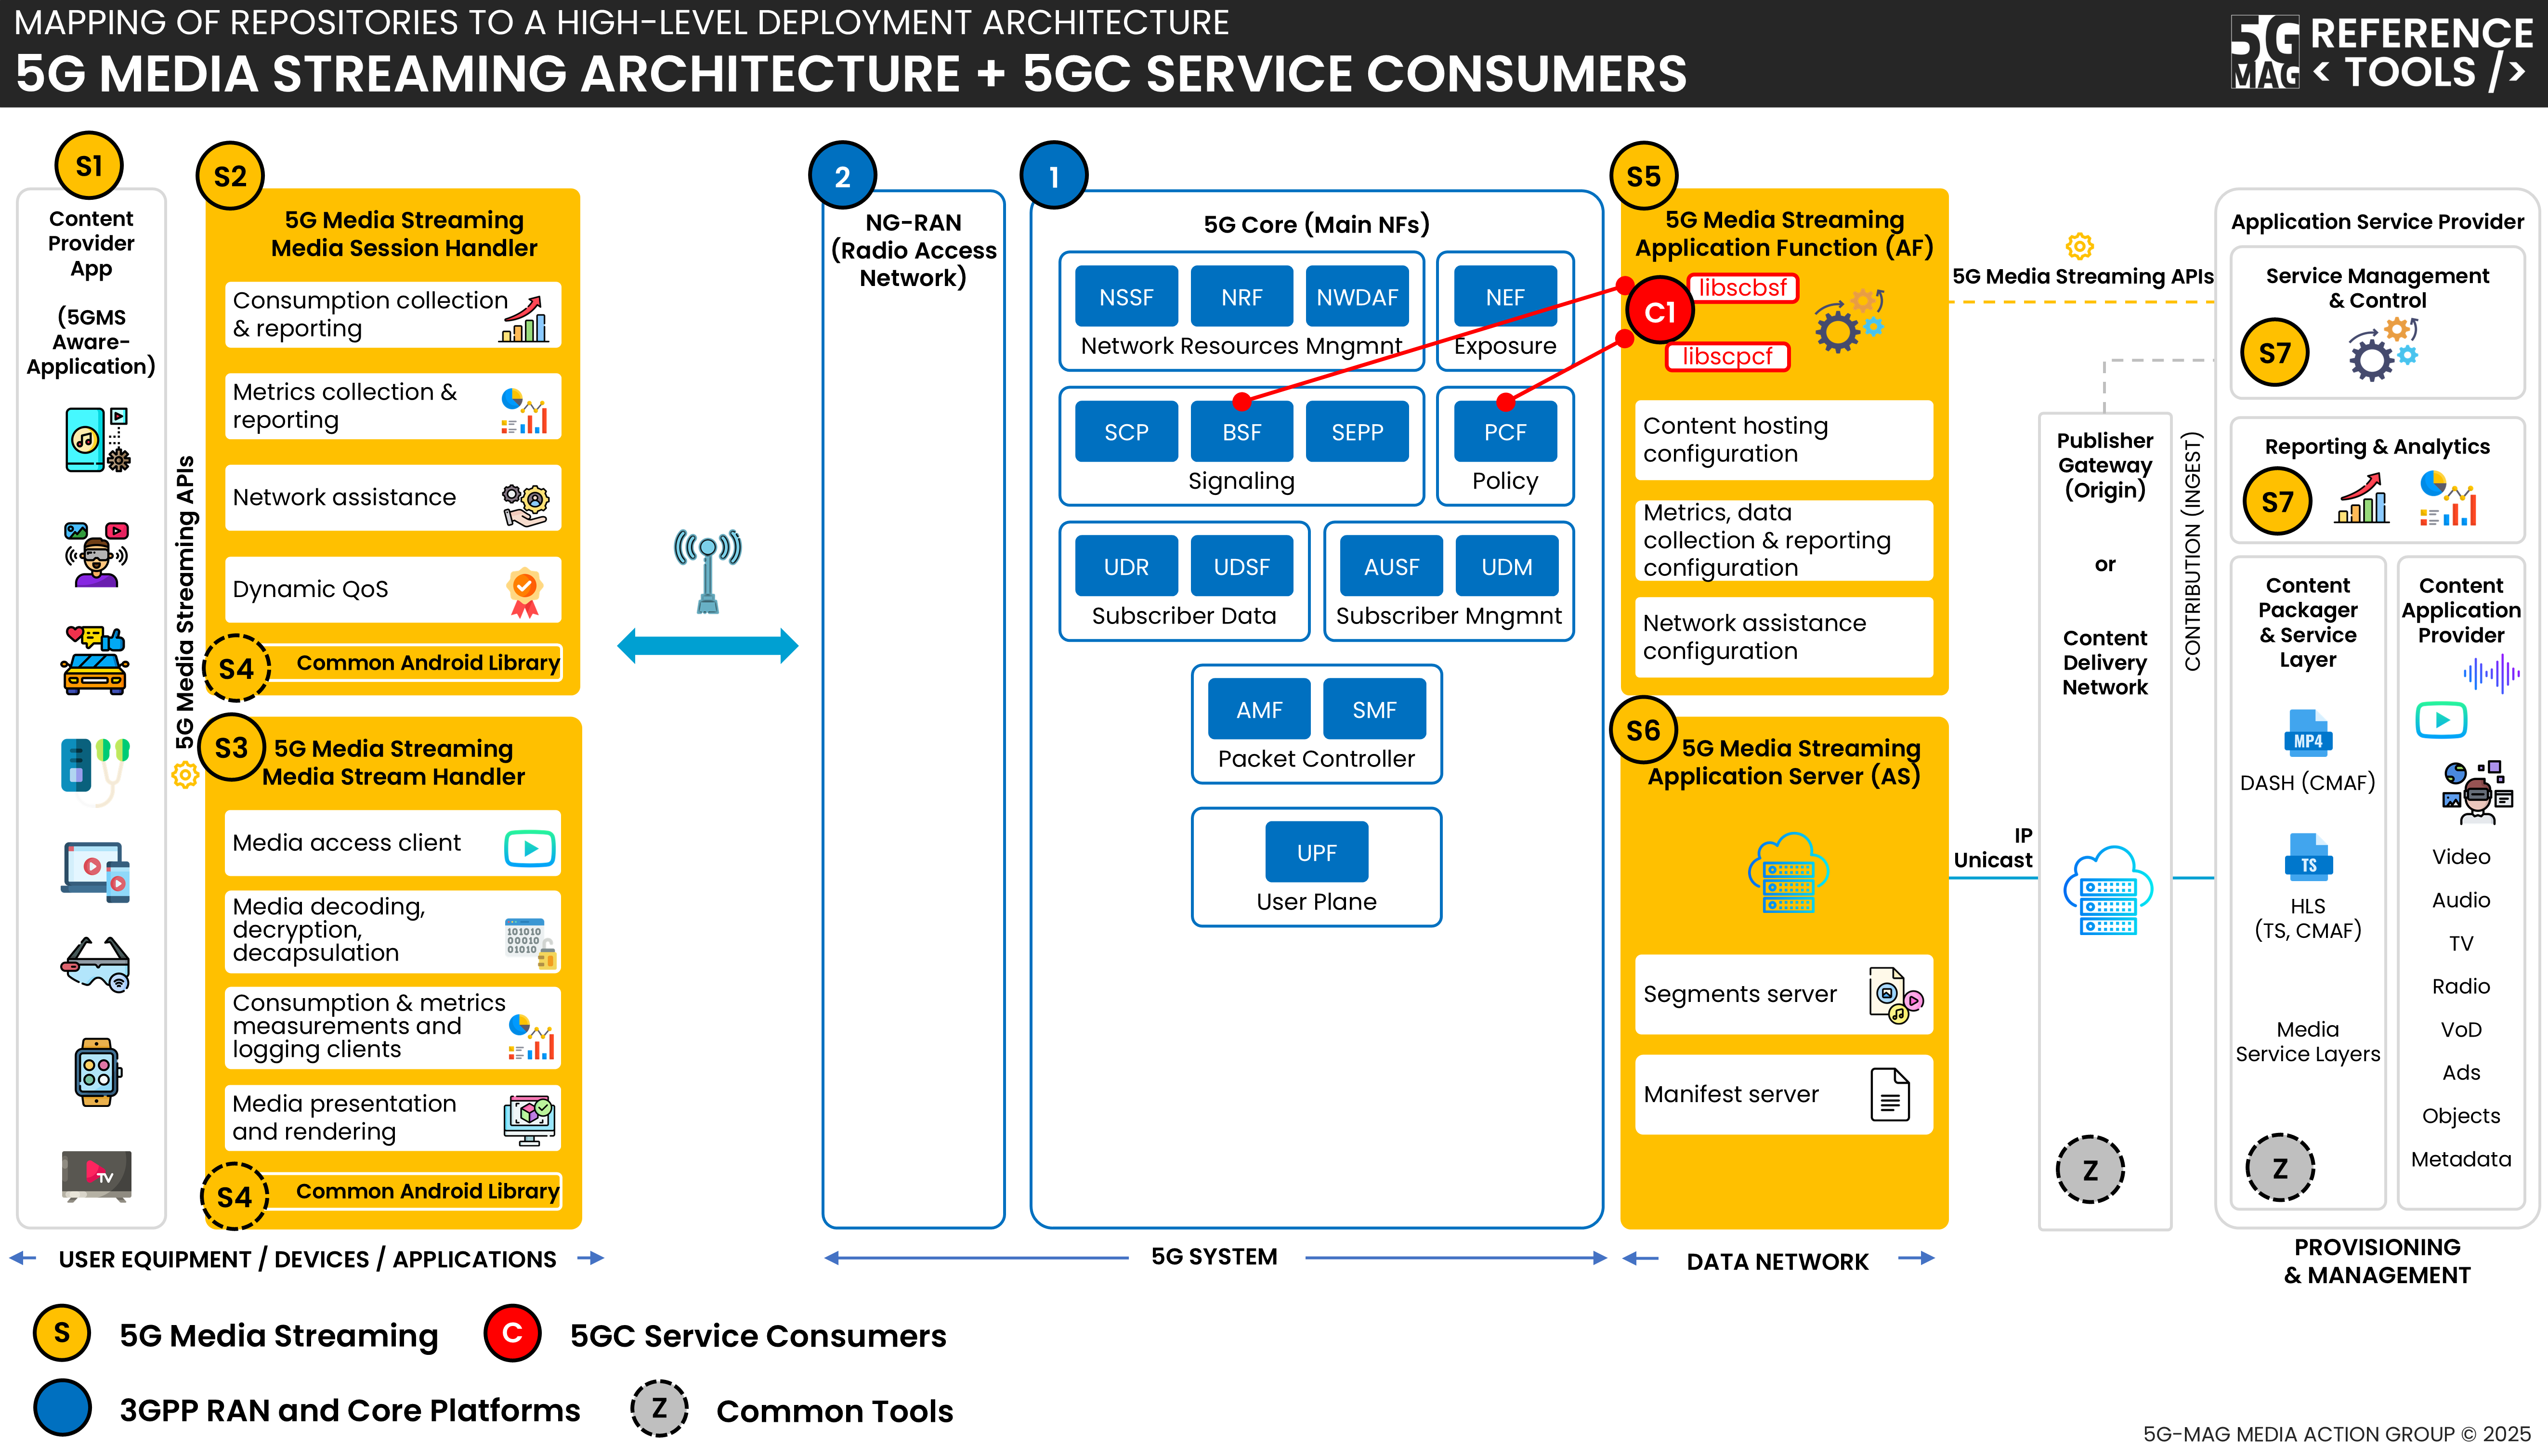 MAPPING OF REPOSITORIES TO A HIGH-LEVEL DEPLOYMENT ARCHITECTURE
5G MEDIA STREAMING ARCHITECTURE + 5GC SERVICE CONSUMERS
5G
MAG
REFERENCE
< TOOLS />
S1
Content
Provider
App
(5GMS
Aware-
Application)
TV
5G Media Streaming APIs
S2
5G Media Streaming
Media Session Handler
Consumption collection
& reporting
Metrics collection &
reporting
Network assistance
Dynamic QoS
S4
Common Android Library
S3
5G Media Streaming
Media Stream Handler
Media access client
Media decoding,
decryption,
decapsulation
101010
00010
01010
Consumption & metrics
measurements and
logging clients
Media presentation
and rendering
S4
Common Android Library
2
NG-RAN
(Radio Access
Network)
1
5G Core (Main NFs)
NSSF
NRF
NWDAF
Network Resources Mngmnt
NEF
Exposure
SCP
BSF
SEPP
Signaling
PCF
Policy
UDR
UDSF
Subscriber Data
AUSF
UDM
Subscriber Mngmnt
AMF
SMF
Packet Controller
UPF
User Plane
S5
5G Media Streaming
Application Function (AF)
C1
libscbsf
libscpcf
Content hosting
configuration
Metrics, data
collection & reporting
configuration
Network assistance
configuration
S6
5G Media Streaming
Application Server (AS)
Segments server
Manifest server
5G Media Streaming APIs
IP
Unicast
Publisher
Gateway
(Origin)
or
Content
Delivery
Network
Z
CONTRIBUTION (INGEST)
Application Service Provider
Service Management
& Control
S7
Reporting & Analytics
S7
Content
Packager
& Service
Layer
MP4
DASH (CMAF)
TS
HLS
(TS, CMAF)
Media
Service Layers
Z
Content
Application
Provider
Video
Audio
TV
Radio
VoD
Ads
Objects
Metadata
USER EQUIPMENT / DEVICES / APPLICATIONS
5G SYSTEM
DATA NETWORK
PROVISIONING
& MANAGEMENT
S
5G Media Streaming
C
5GC Service Consumers
3GPP RAN and Core Platforms
Z
Common Tools
5G-MAG MEDIA ACTION GROUP © 2025